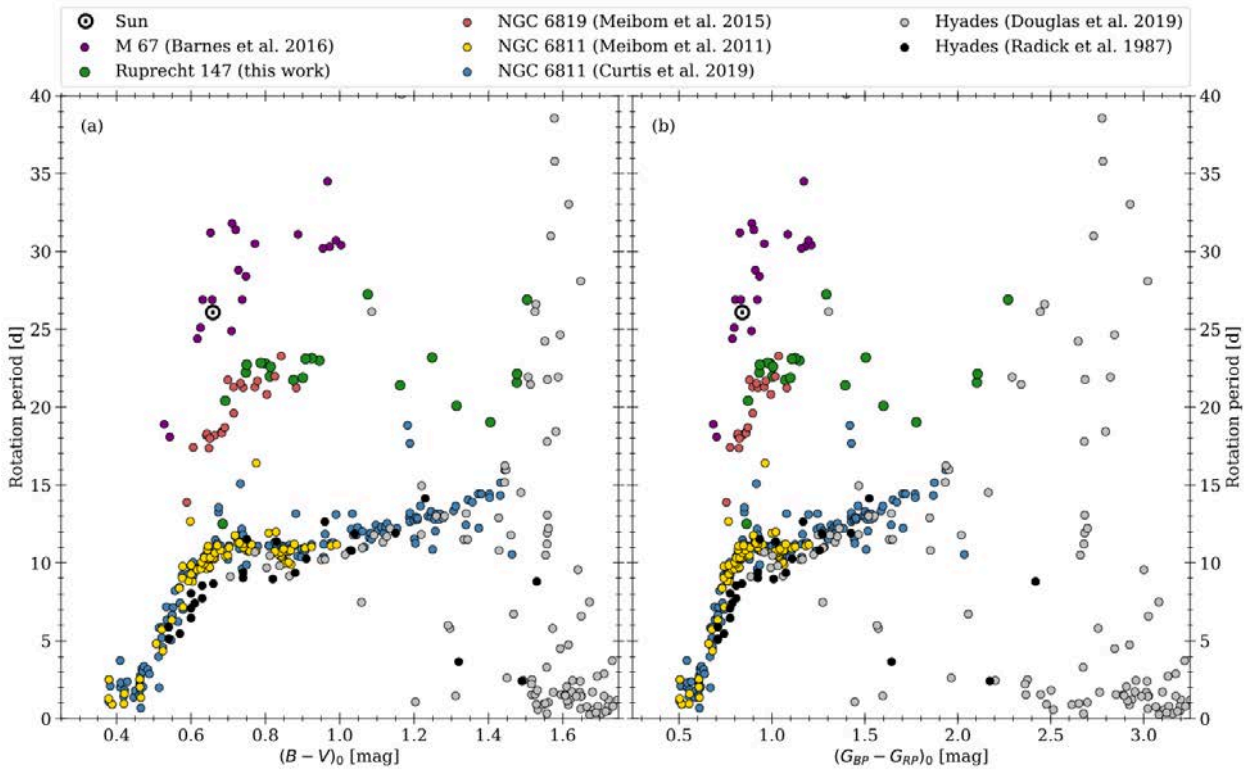 Sun
M 67 (Barnes et al. 2016)
Ruprecht 147 (this work)
NGC 6819 (Meibom et al. 2015)
NGC 6811 (Meibom et al. 2011)
NGC 6811 (Curtis et al. 2019)
Hyades (Douglas et al. 2019)
Hyades (Radick et al. 1987)
(a)
40
35
30
25
20
15
10
5
0
Rotation period [d]
0.4 0.6 0.8 1.0 1.2 1.4 1.6
(B − V)₀ [mag]
(b)
0.5 1.0 1.5 2.0 2.5 3.0
(G_BP − G_RP)₀ [mag]
40
35
30
25
20
15
10
5
0
Rotation period [d]